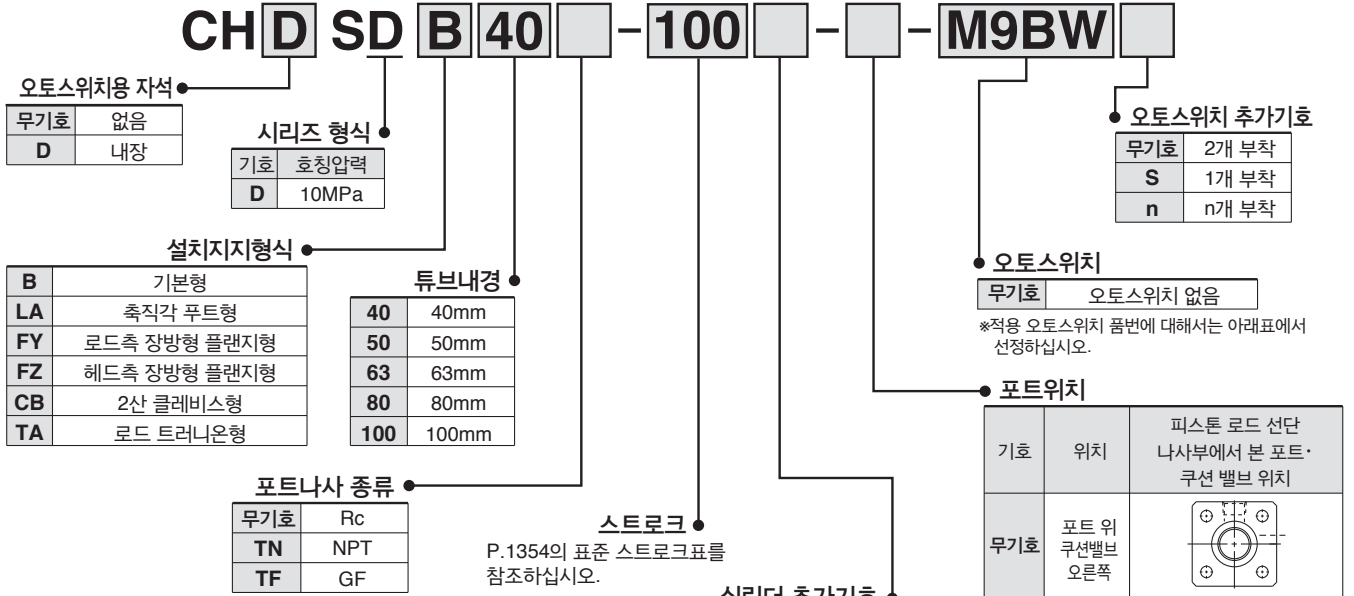 CHD SD B 40 - 100 - - M9BW
오토스위치용 자석
무기호 없음
D 내장
시리즈 형식
기호 호칭압력
D 10MPa
설치지지형식
B 기본형
LA 축직각 푸트형
FY 로드측 장방형 플랜지형
FZ 헤드측 장방형 플랜지형
CB 2산 클레비스형
TA 로드 트러니온형
튜브내경
40 40mm
50 50mm
63 63mm
80 80mm
100 100mm
포트나사 종류
무기호 Rc
TN NPT
TF GF
스트로크
P.1354의 표준 스트로크표를
참조하십시오.
실린더 추가기호
오토스위치 추가기호
무기호 2개 부착
S 1개 부착
n n개 부착
오토스위치
무기호 오토스위치 없음
※적용 오토스위치 품번에 대해서는 아래표에서
선정하십시오.
포트위치
기호 위치 피스톤 로드 선단
나사부에서 본 포트·
쿠션 밸브 위치
무기호 포트 위
쿠션밸브
오른쪽